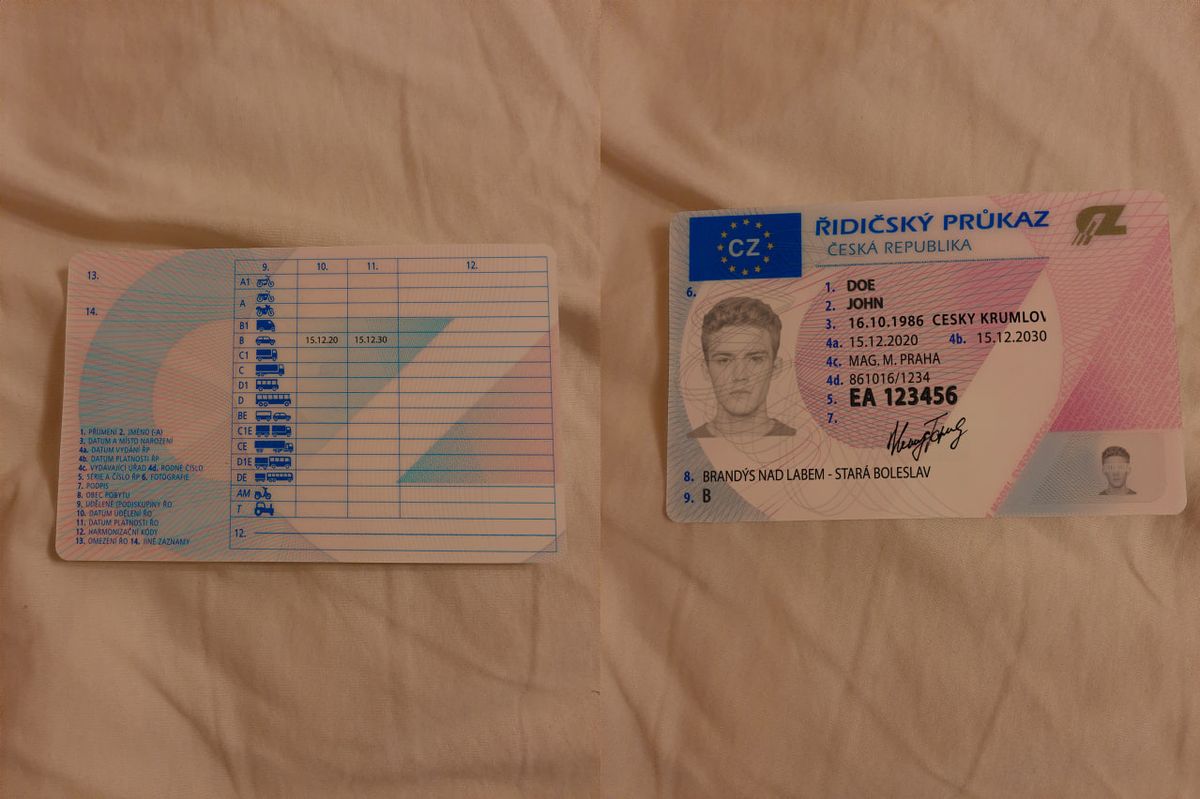 13.
14.
9. 10. 11. 12.
A1
A
B1
B 15.12.20 15.12.30
C1
C
D1
D
BE
C1E
CE
D1E
DE
AM
T
12.
1. PŘÍJMENÍ 2. JMÉNO (-A)
3. DATUM A MÍSTO NAROZENÍ
4a. DATUM VYDÁNÍ ŘP
4b. DATUM PLATNOSTI ŘP
4c. VYDÁVAJÍCÍ ÚŘAD 4d. RODNÉ ČÍSLO
5. SÉRIE A ČÍSLO ŘP 6. FOTOGRAFIE
7. PODPIS
8. OBEC POBYTU
9. UDĚLENÉ (POD)SKUPINY ŘO
10. DATUM UDĚLENÍ ŘO
11. DATUM PLATNOSTI ŘO
12. HARMONIZAČNÍ KÓDY
13. OMEZENÍ ŘO 14. JINÉ ZÁZNAMY
CZ
ŘIDIČSKÝ PRŮKAZ
CZ
ČESKÁ REPUBLIKA
6.
1. DOE
2. JOHN
3. 16.10.1986 CESKY KRUMLOV
4a. 15.12.2020 4b. 15.12.2030
4c. MAG. M. PRAHA
4d. 861016/1234
5. EA 123456
7.
8. BRANDÝS NAD LABEM - STARÁ BOLESLAV
9. B